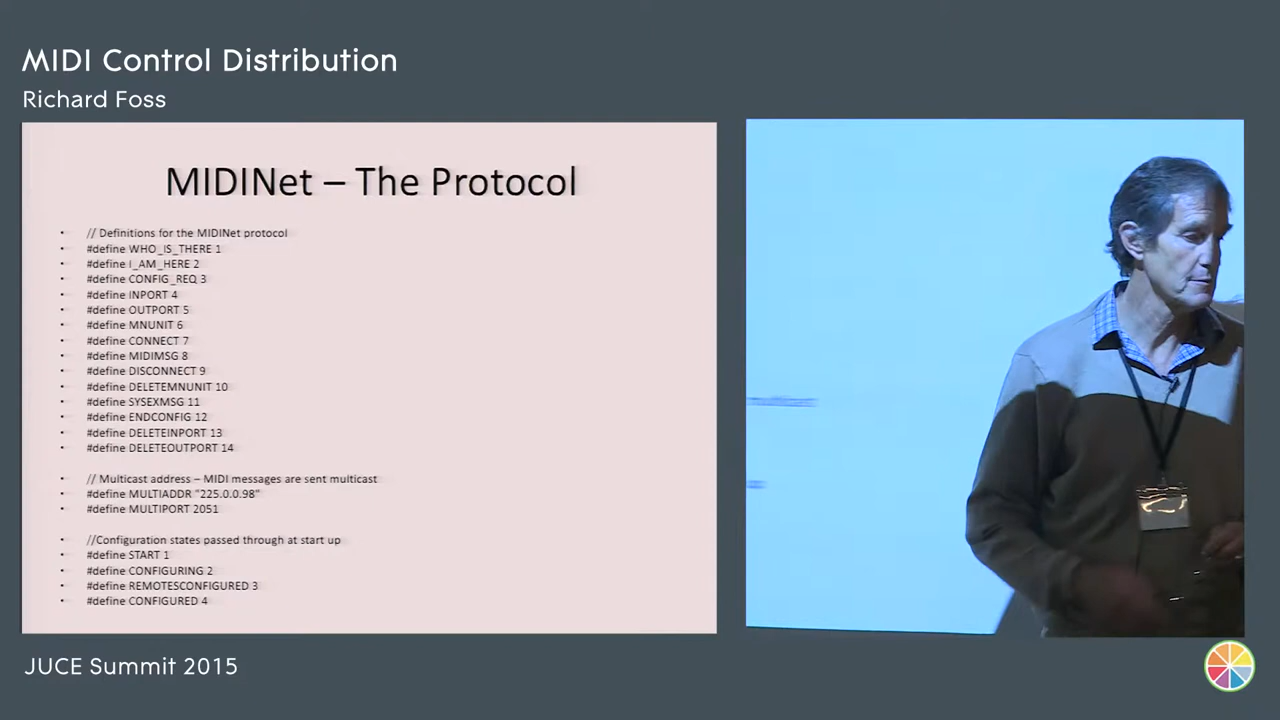 MIDI Control Distribution
Richard Foss
MIDINet – The Protocol
• // Definitions for the MIDINet protocol
• #define WHO_IS_THERE 1
• #define I_AM_HERE 2
• #define CONFIG_REQ 3
• #define INPORT 4
• #define OUTPORT 5
• #define MNUNIT 6
• #define CONNECT 7
• #define MIDIMSG 8
• #define DISCONNECT 9
• #define DELETEMNUNIT 10
• #define SYSEXMSG 11
• #define ENDCONFIG 12
• #define DELETEINPORT 13
• #define DELETEOUTPORT 14
• // Multicast address – MIDI messages are sent multicast
• #define MULTIADDR "225.0.0.98"
• #define MULTIPORT 2051
• //Configuration states passed through at start up
• #define START 1
• #define CONFIGURING 2
• #define REMOTESCONFIGURED 3
• #define CONFIGURED 4
JUCE Summit 2015